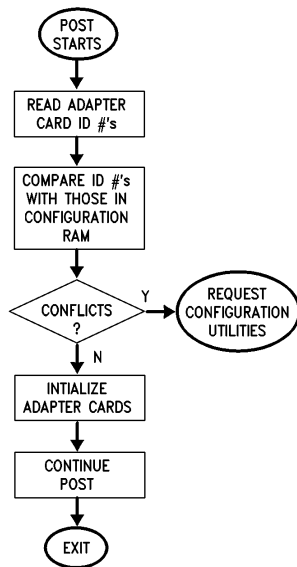 POST
STARTS
READ ADAPTER
CARD ID #'s
COMPARE ID #'s
WITH THOSE IN
CONFIGURATION
RAM
CONFLICTS
?
Y
REQUEST
CONFIGURATION
UTILITIES
N
INTIALIZE
ADAPTER CARDS
CONTINUE
POST
EXIT